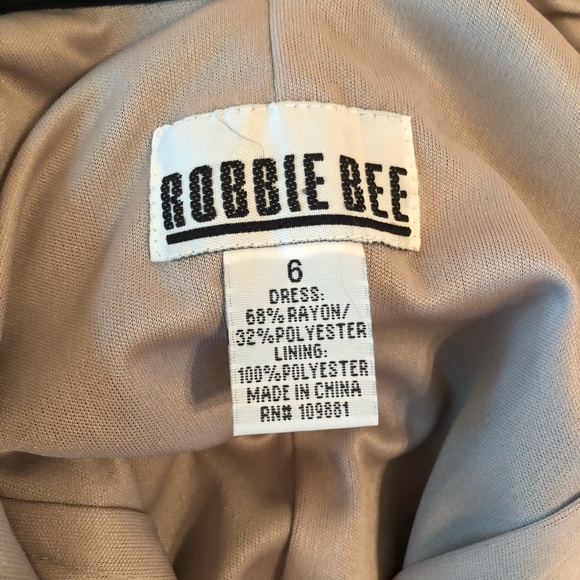 ROBBIE BEE
6
DRESS:
68%RAYON/
32%POLYESTER
LINING:
100%POLYESTER
MADE IN CHINA
RN# 109881